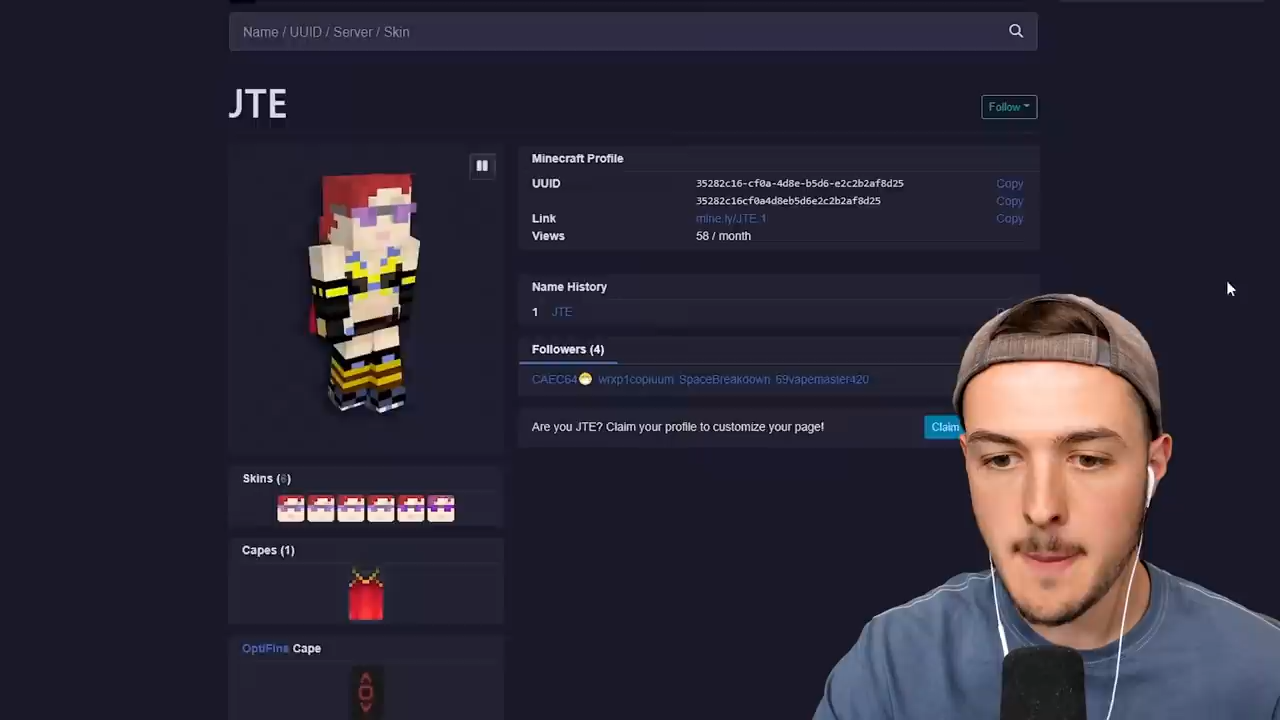 Name / UUID / Server / Skin
JTE
Follow
Minecraft Profile
UUID
35282c16-cf0a-4d8e-b5d6-e2c2b2af8d25
Copy
35282c16cf0a4d8eb5d6e2c2b2af8d25
Copy
Link
mine.ly/JTE.1
Copy
Views
58 / month
Name History
1 JTE
Followers (4)
CAEC64😁 wrxp1copiuum SpaceBreakdown 69vapemaster420
Are you JTE? Claim your profile to customize your page!
Claim
Skins (6)
Capes (1)
OptiFine Cape